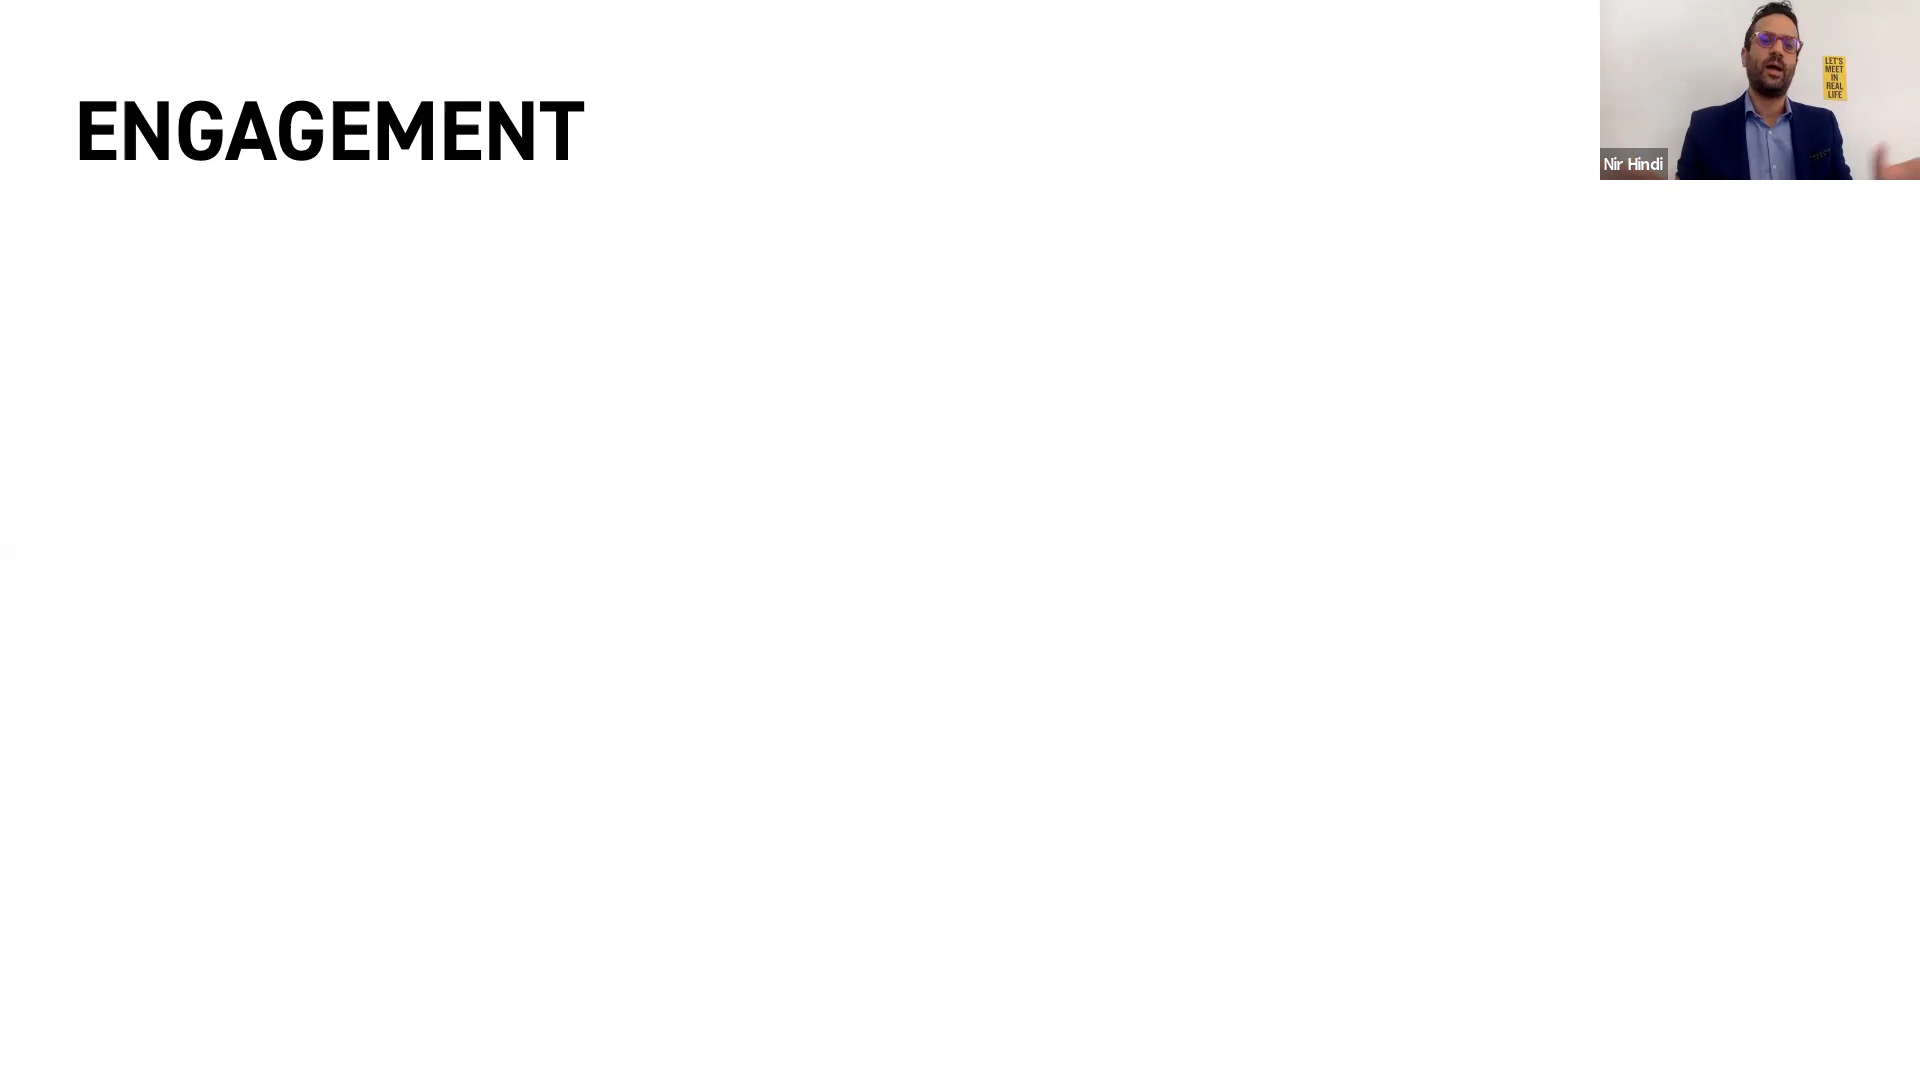 ENGAGEMENT
LET'S
MEET
IN
REAL
LIFE
Nir Hindi